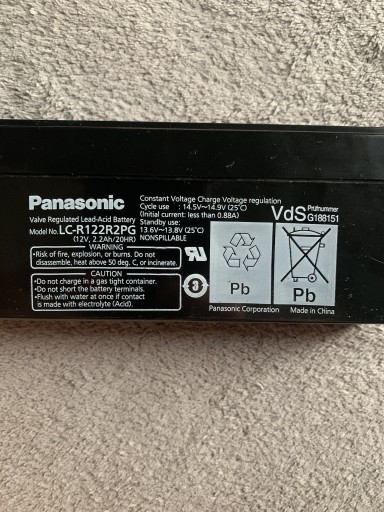 Panasonic
Valve Regulated Lead-Acid Battery
Model No. LC-R122R2PG
(12V, 2.2Ah/20HR)
Constant Voltage Charge Voltage regulation
Cycle use : 14.5V~14.9V (25°C)
(Initial current: less than 0.88A)
Standby use:
13.6V~13.8V (25°C)
NONSPILLABLE
VdS Prüfnummer
G188151
WARNING
•Risk of fire, explosion, or burns. Do not
disassemble, heat above 50 deg. C, or incinerate.
CAUTION
•Do not charge in a gas tight container.
•Do not short the battery terminals.
•Flush with water at once if contact
is made with electrolyte (Acid).
Pb
Pb
Panasonic Corporation
Made in China